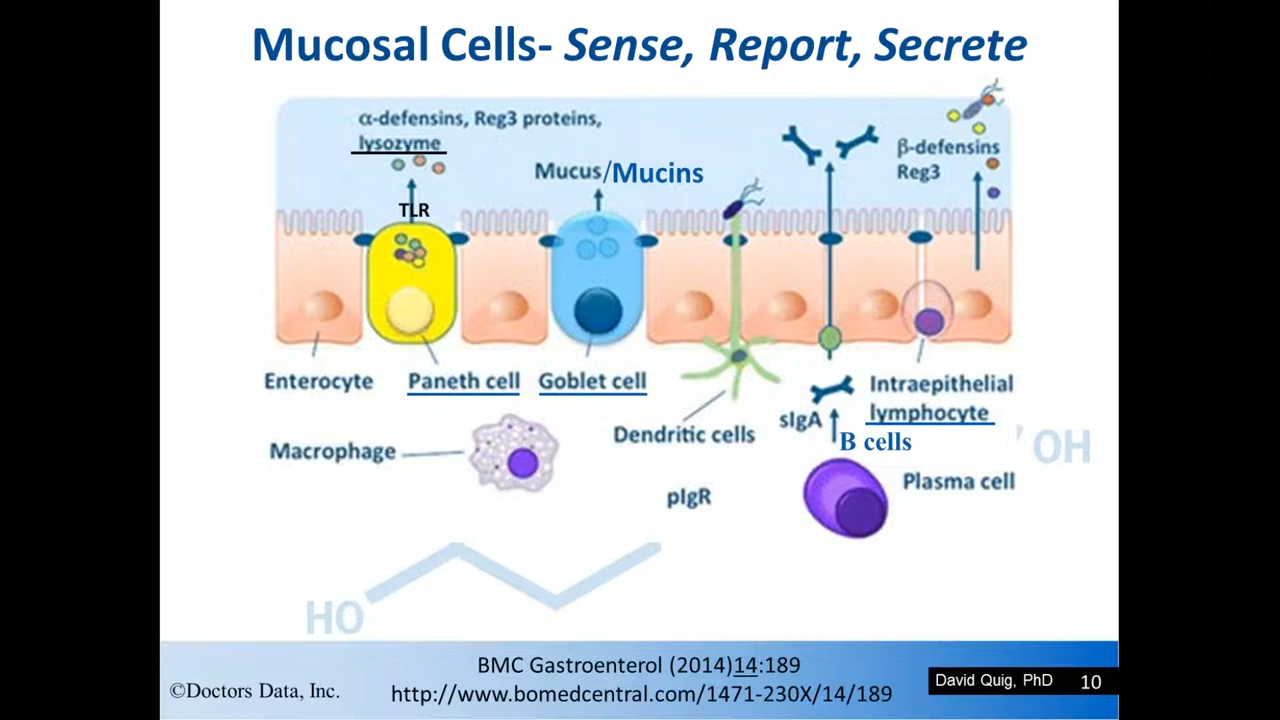 Mucosal Cells- Sense, Report, Secrete
α-defensins, Reg3 proteins,
lysozyme
TLR
Mucus/Mucins
β-defensins
Reg3
Enterocyte
Paneth cell
Goblet cell
Dendritic cells
sIgA
B cells
Intraepithelial
lymphocyte
Macrophage
pIgR
Plasma cell
OH
HO
BMC Gastroenterol (2014)14:189
http://www.bomedcentral.com/1471-230X/14/189
©Doctors Data, Inc.
David Quig, PhD
10